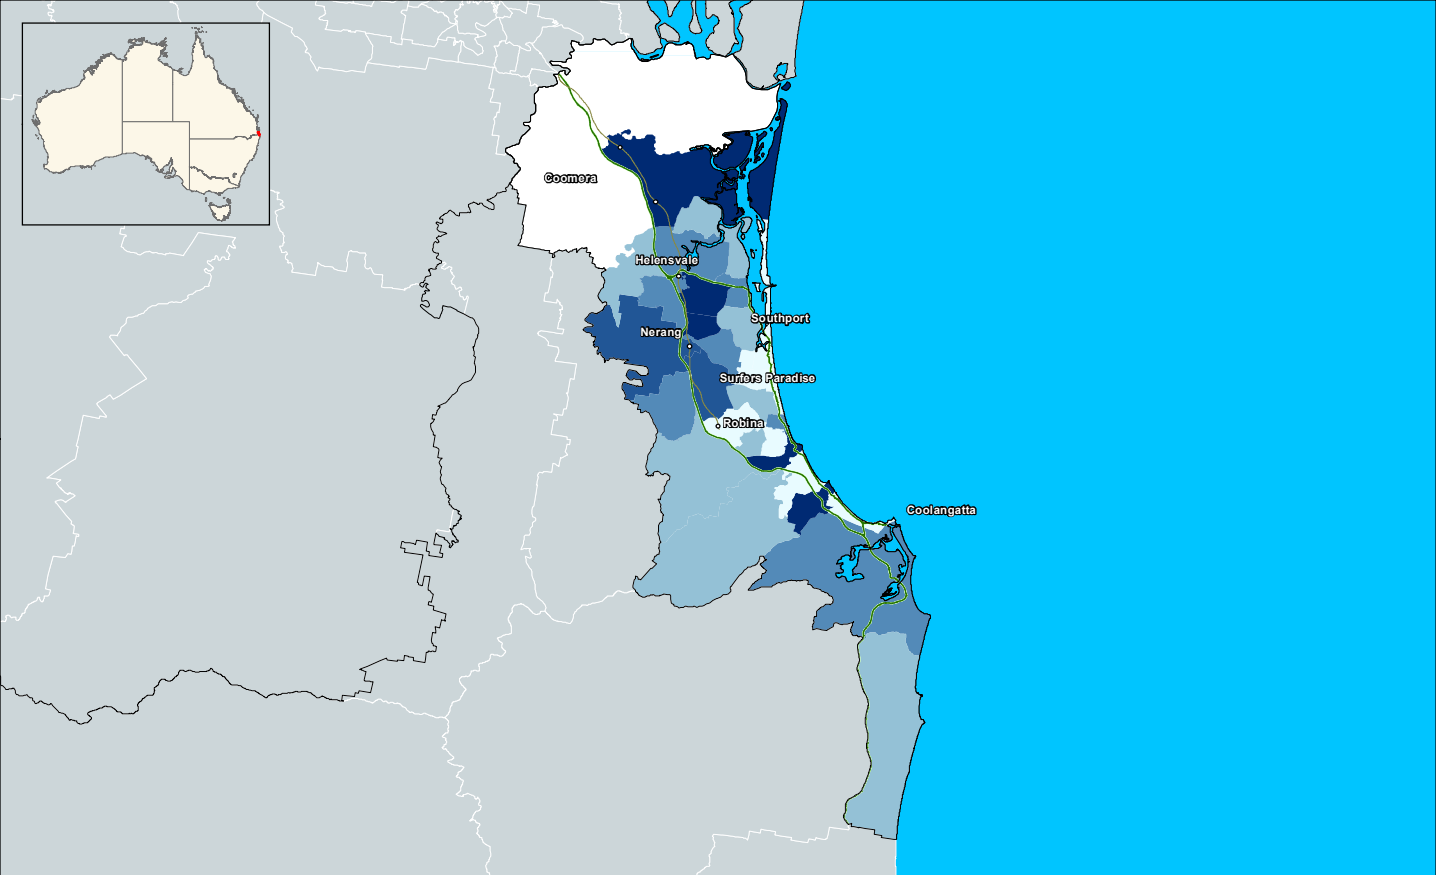 Coomera
Helensvale
Southport
Nerang
Surfers Paradise
Robina
Coolangatta